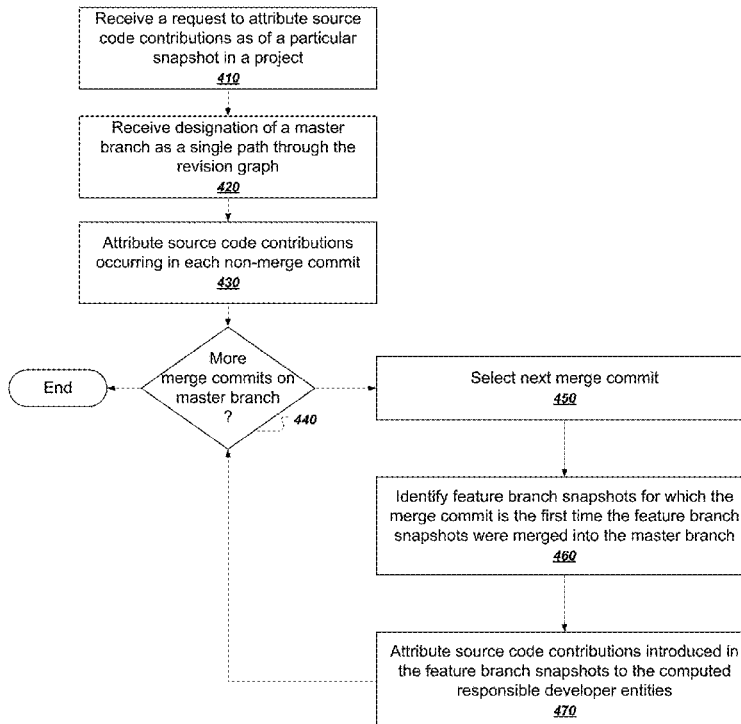 Receive a request to attribute source
code contributions as of a particular
snapshot in a project
410
Receive designation of a master
branch as a single path through the
revision graph
420
Attribute source code contributions
occurring in each non-merge commit
430
More
merge commits on
master branch
?
440
End
Select next merge commit
450
Identify feature branch snapshots for which the
merge commit is the first time the feature branch
snapshots were merged into the master branch
460
Attribute source code contributions introduced in
the feature branch snapshots to the computed
responsible developer entities
470